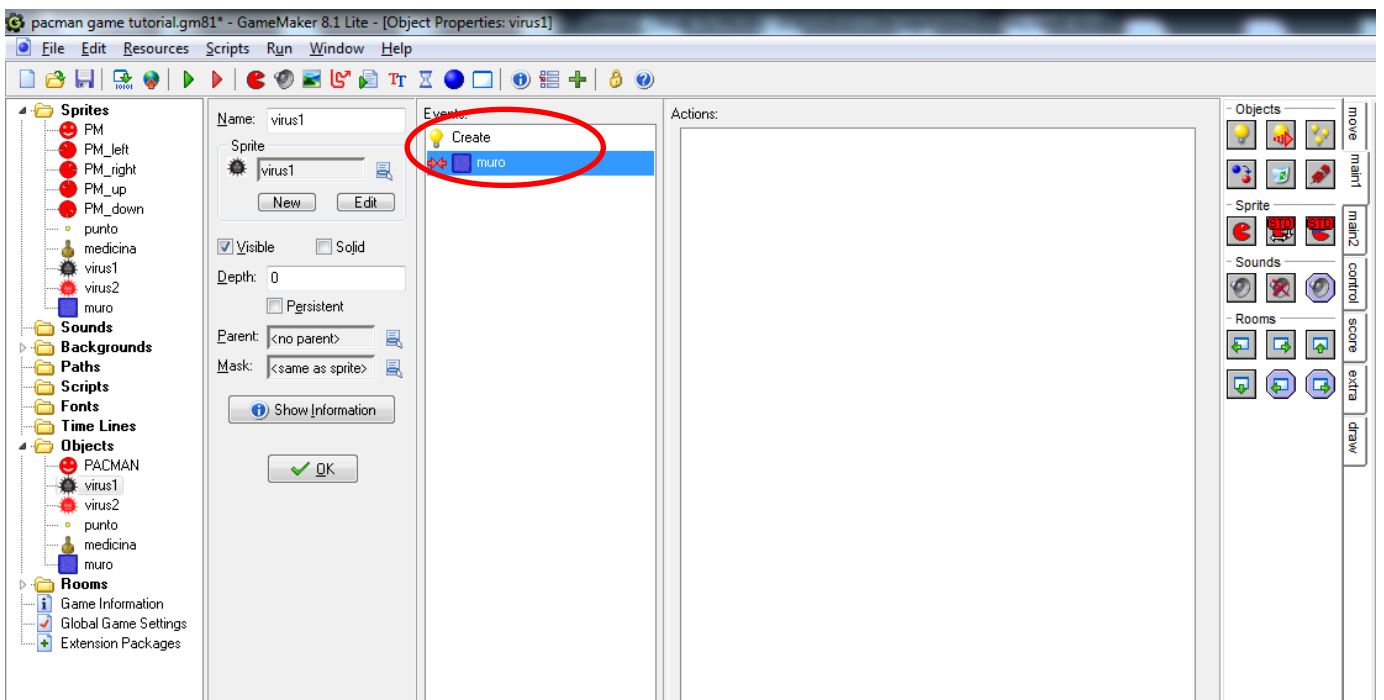 pacman game tutorial.gm81* - GameMaker 8.1 Lite - [Object Properties: virus1]
File Edit Resources Scripts Run Window Help
Sprites
PM
PM_left
PM_right
PM_up
PM_down
punto
medicina
virus1
virus2
muro
Sounds
Backgrounds
Paths
Scripts
Fonts
Time Lines
Objects
PACMAN
virus1
virus2
punto
medicina
muro
Rooms
Game Information
Global Game Settings
Extension Packages
Name: virus1
Sprite
virus1
New Edit
Visible Solid
Depth: 0
Persistent
Parent: <no parent>
Mask: <same as sprite>
Show Information
OK
Events:
Create
muro
Actions:
Objects
Sprite
STD STD
Sounds
Rooms
move
main1
main2
control
score
extra
draw